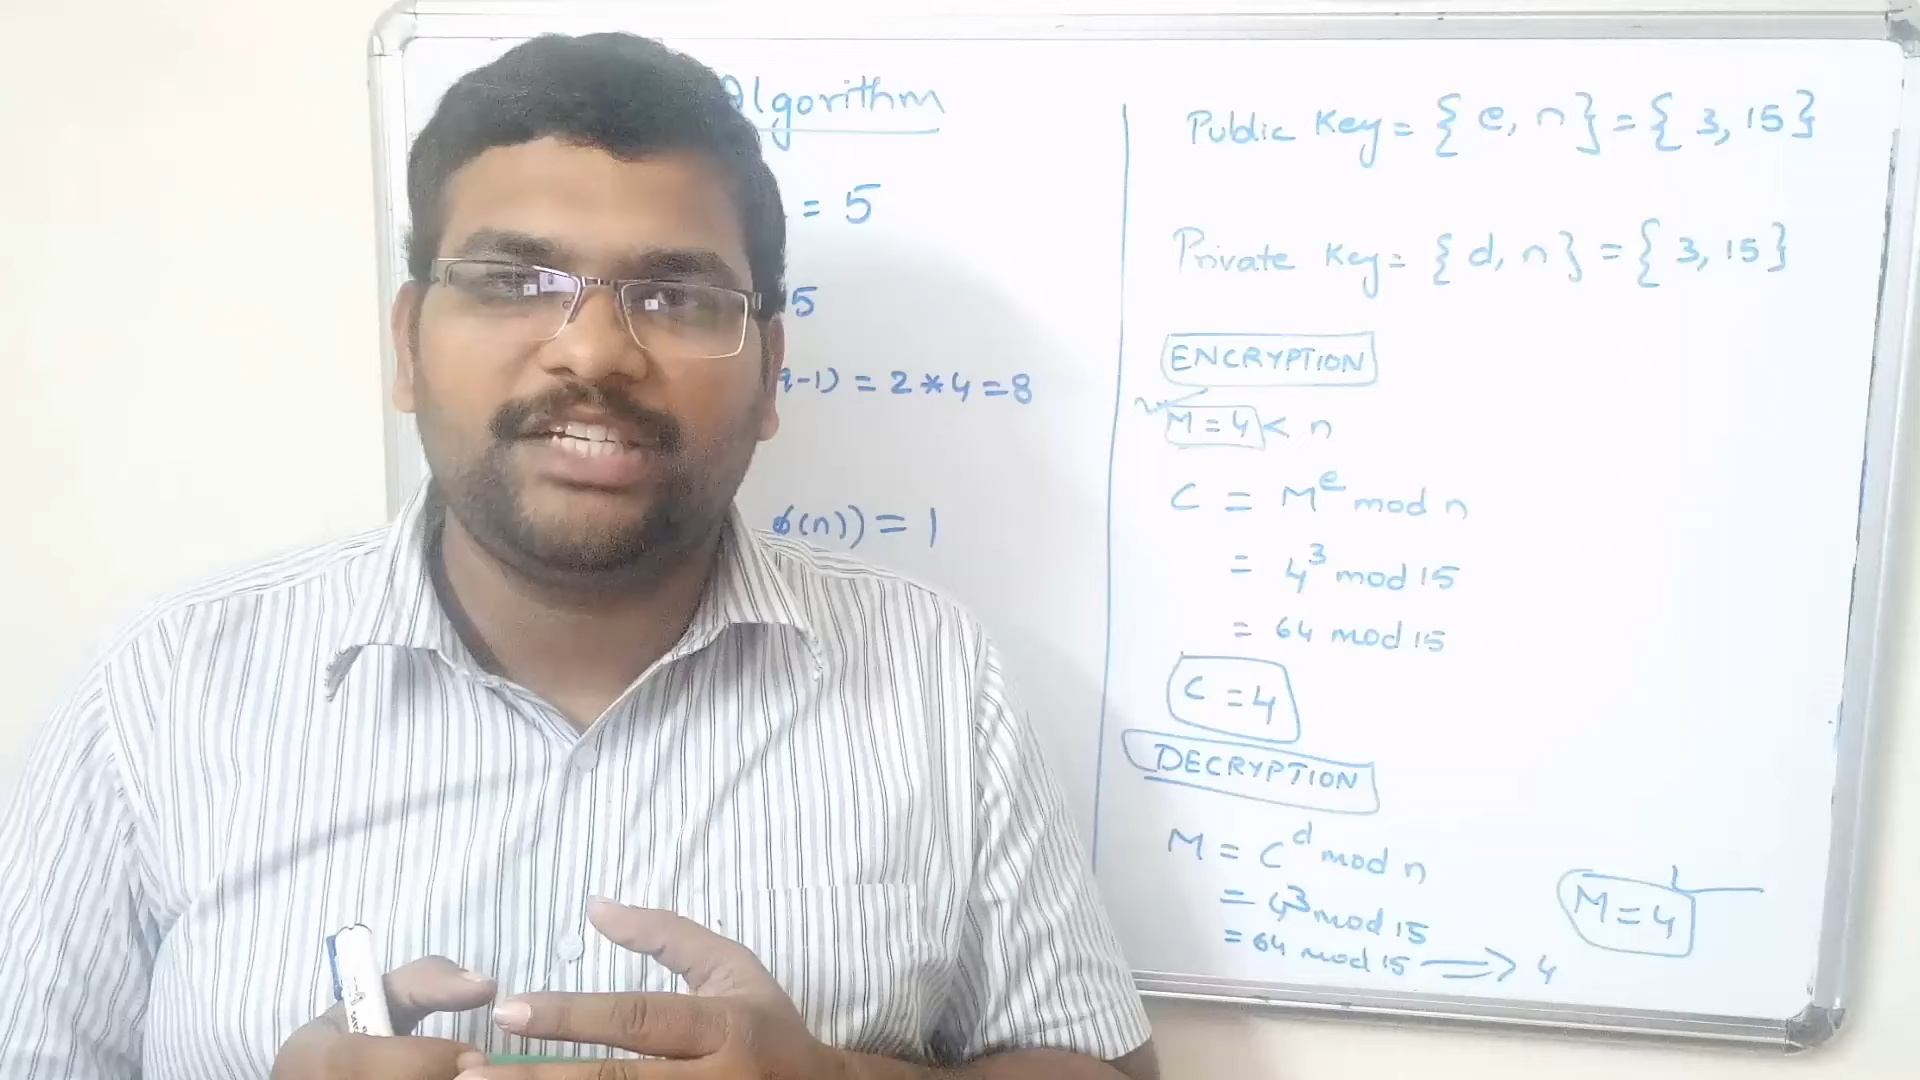 Algorithm
= 5
5
q-1) = 2 * 4 = 8
ϕ(n)) = 1
Public Key = { e, n } = { 3, 15 }
Private Key = { d, n } = { 3, 15 }
ENCRYPTION
M = 4 < n
C = M^e mod n
= 4^3 mod 15
= 64 mod 15
C = 4
DECRYPTION
M = C^d mod n
= 4^3 mod 15
= 64 mod 15 ⟹ 4
M = 4